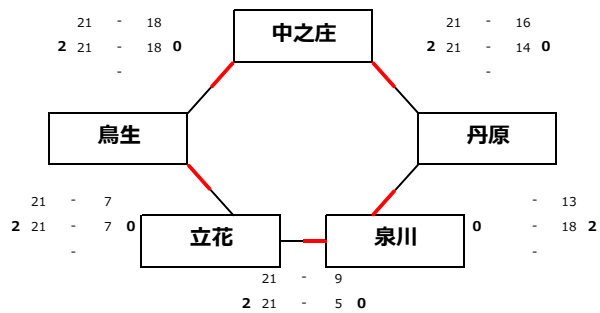 中之庄
21 - 18
2 21 - 18 0
-
21 - 16
2 21 - 14 0
-
鳥生
丹原
21 - 7
2 21 - 7 0
-
立花
泉川
- 13
0 - 18 2
-
21 - 9
2 21 - 5 0